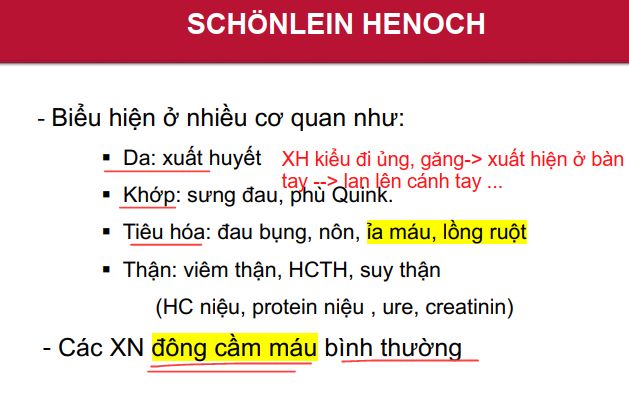 SCHÖNLEIN HENOCH
- Biểu hiện ở nhiều cơ quan như:
▪ Da: xuất huyết XH kiểu đi ủng, găng-> xuất hiện ở bàn
tay --> lan lên cánh tay ...
▪ Khớp: sưng đau, phù Quink.
▪ Tiêu hóa: đau bụng, nôn, ỉa máu, lồng ruột
▪ Thận: viêm thận, HCTH, suy thận
(HC niệu, protein niệu , ure, creatinin)
- Các XN đông cầm máu bình thường